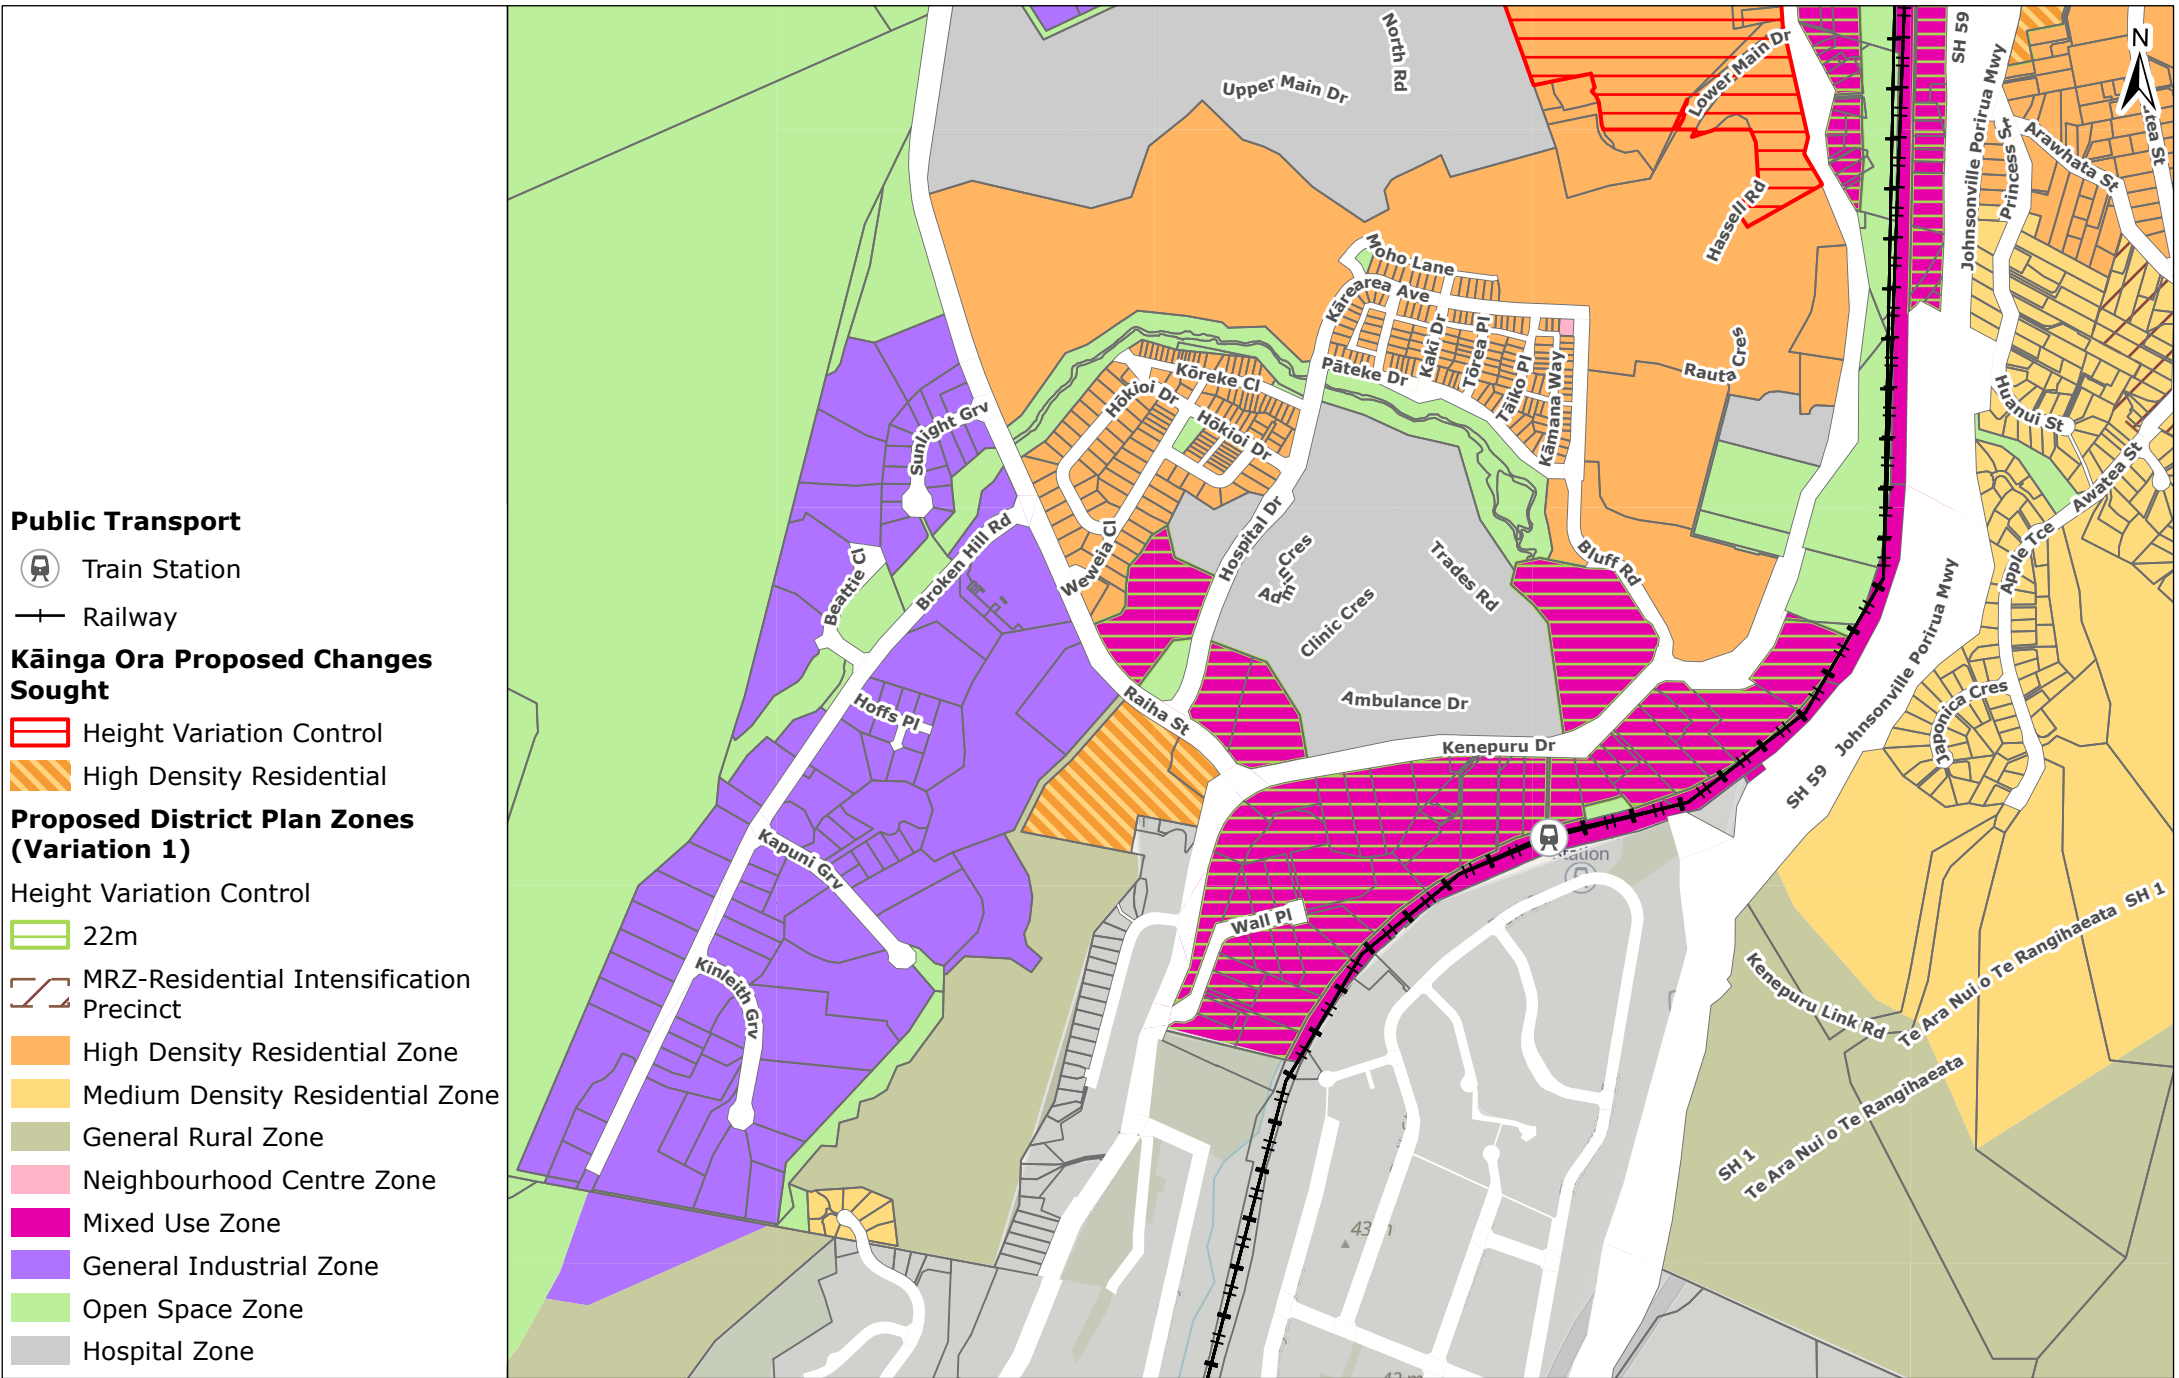 Public Transport
Train Station
Railway
Kāinga Ora Proposed Changes
Sought
Height Variation Control
High Density Residential
Proposed District Plan Zones
(Variation 1)
Height Variation Control
22m
MRZ-Residential Intensification
Precinct
High Density Residential Zone
Medium Density Residential Zone
General Rural Zone
Neighbourhood Centre Zone
Mixed Use Zone
General Industrial Zone
Open Space Zone
Hospital Zone
N
North Rd
Upper Main Dr
Lower Main Dr
SH 59
Johnsonville Porirua Mwy
Princess St
Arawhata St
Hassell Rd
Moho Lane
Kārearea Ave
Kaki Dr
Tōrea Pl
Tāiko Pl
Kāmana Way
Pāteke Dr
Rauta Cres
Huanui St
Awatea St
Apple Tce
Kōreke Cl
Hōkioi Dr
Hōkioi Dr
Sunlight Grv
Broken Hill Rd
Beattie Cl
Weweia Cl
Hospital Dr
Adlum Cres
Clinic Cres
Trades Rd
Bluff Rd
Ambulance Dr
Kenepuru Dr
Raiha St
Hoffs Pl
Kapuni Grv
Kinleith Grv
Wall Pl
Station
Japonica Cres
Johnsonville Porirua Mwy
SH 59
Kenepuru Link Rd
Te Ara Nui o Te Rangihaeata SH 1
SH 1
Te Ara Nui o Te Rangihaeata